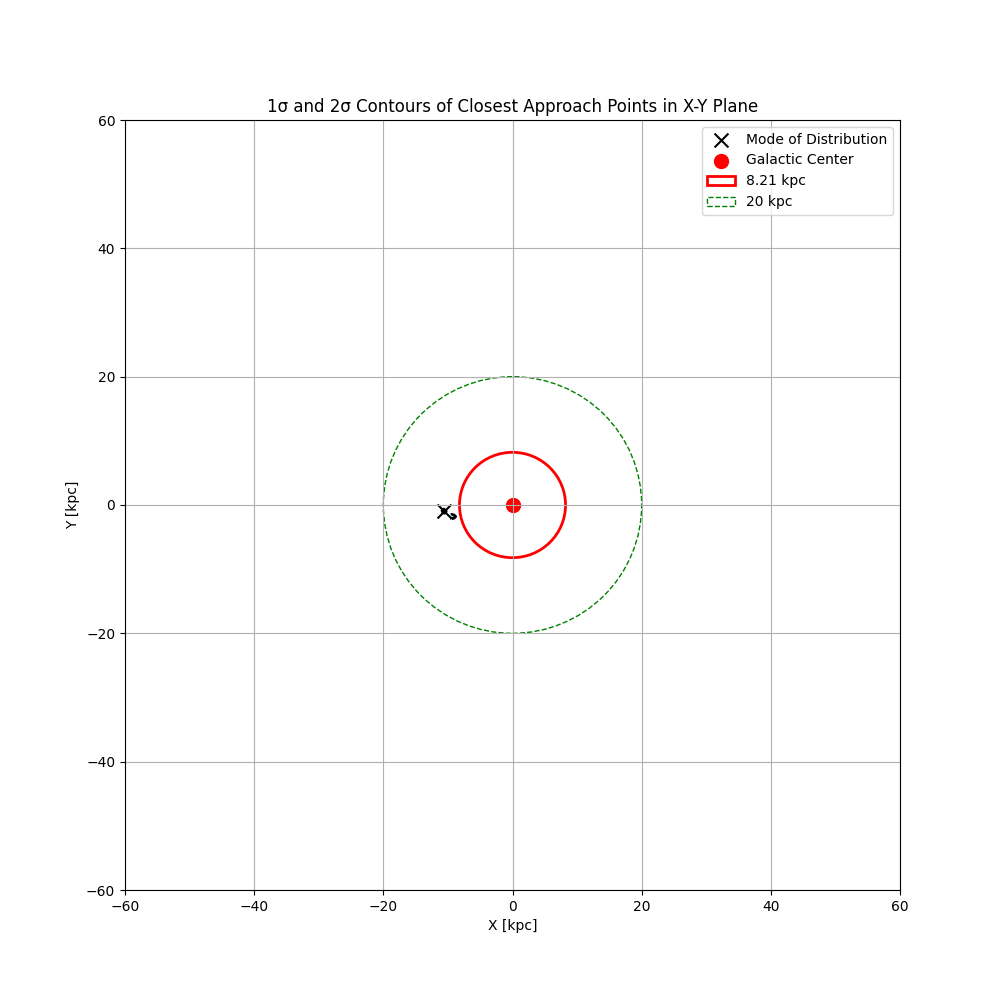 1σ and 2σ Contours of Closest Approach Points in X-Y Plane
Mode of Distribution
Galactic Center
8.21 kpc
20 kpc
60
40
20
0
−20
−40
−60
Y [kpc]
−60 −40 −20 0 20 40 60
X [kpc]